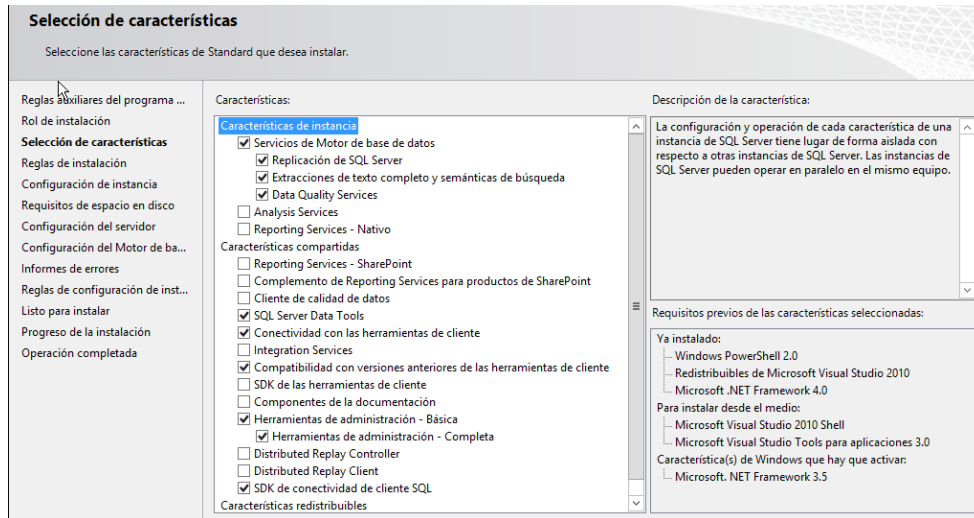 Selección de características
Seleccione las características de Standard que desea instalar.
Reglas auxiliares del programa ...
Rol de instalación
Selección de características
Reglas de instalación
Configuración de instancia
Requisitos de espacio en disco
Configuración del servidor
Configuración del Motor de ba...
Informes de errores
Reglas de configuración de inst...
Listo para instalar
Progreso de la instalación
Operación completada
Características:
Características de instancia
Servicios de Motor de base de datos
Replicación de SQL Server
Extracciones de texto completo y semánticas de búsqueda
Data Quality Services
Analysis Services
Reporting Services - Nativo
Características compartidas
Reporting Services - SharePoint
Complemento de Reporting Services para productos de SharePoint
Cliente de calidad de datos
SQL Server Data Tools
Conectividad con las herramientas de cliente
Integration Services
Compatibilidad con versiones anteriores de las herramientas de cliente
SDK de las herramientas de cliente
Componentes de la documentación
Herramientas de administración - Básica
Herramientas de administración - Completa
Distributed Replay Controller
Distributed Replay Client
SDK de conectividad de cliente SQL
Características redistribuibles
Descripción de la característica:
La configuración y operación de cada característica de una
instancia de SQL Server tiene lugar de forma aislada con
respecto a otras instancias de SQL Server. Las instancias de
SQL Server pueden operar en paralelo en el mismo equipo.
Requisitos previos de las características seleccionadas:
Ya instalado:
Windows PowerShell 2.0
Redistribuibles de Microsoft Visual Studio 2010
Microsoft .NET Framework 4.0
Para instalar desde el medio:
Microsoft Visual Studio 2010 Shell
Microsoft Visual Studio Tools para aplicaciones 3.0
Característica(s) de Windows que hay que activar:
Microsoft. NET Framework 3.5